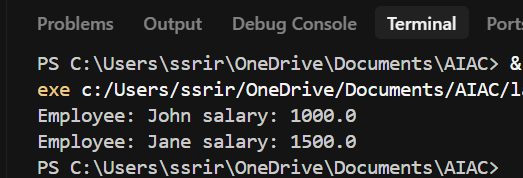 Problems Output Debug Console Terminal Ports
PS C:\Users\ssrir\OneDrive\Documents\AIAC> &
exe c:/Users/ssrir/OneDrive/Documents/AIAC/
Employee: John salary: 1000.0
Employee: Jane salary: 1500.0
PS C:\Users\ssrir\OneDrive\Documents\AIAC>